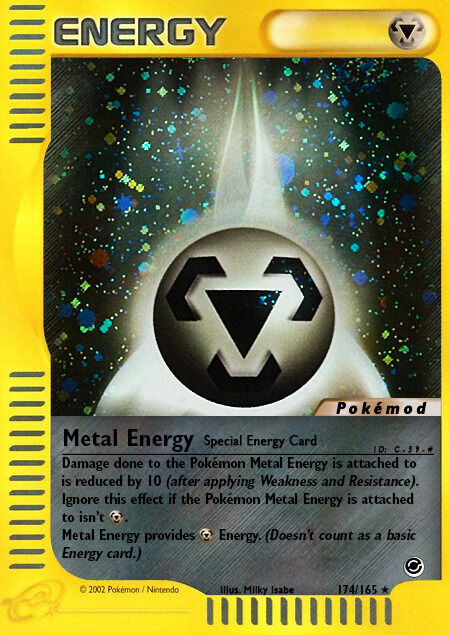 ENERGY
Pokémod
Metal Energy Special Energy Card
ID: C-59-#
Damage done to the Pokémon Metal Energy is attached to
is reduced by 10 (after applying Weakness and Resistance).
Ignore this effect if the Pokémon Metal Energy is attached
to isn't .
Metal Energy provides Energy. (Doesn't count as a basic
Energy card.)
© 2002 Pokémon / Nintendo Illus. Milky Isabe 174/165 ★